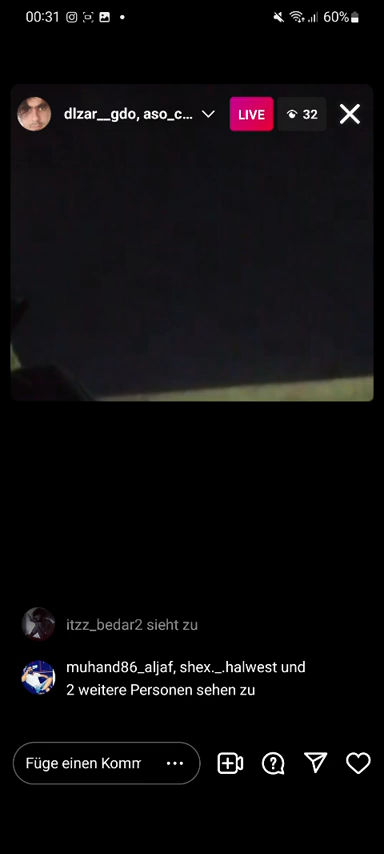 00:31
60%
dlzar__gdo, aso_c...
LIVE
32
itzz_bedar2 sieht zu
muhand86_aljaf, shex._.halwest und
2 weitere Personen sehen zu
Füge einen Komm